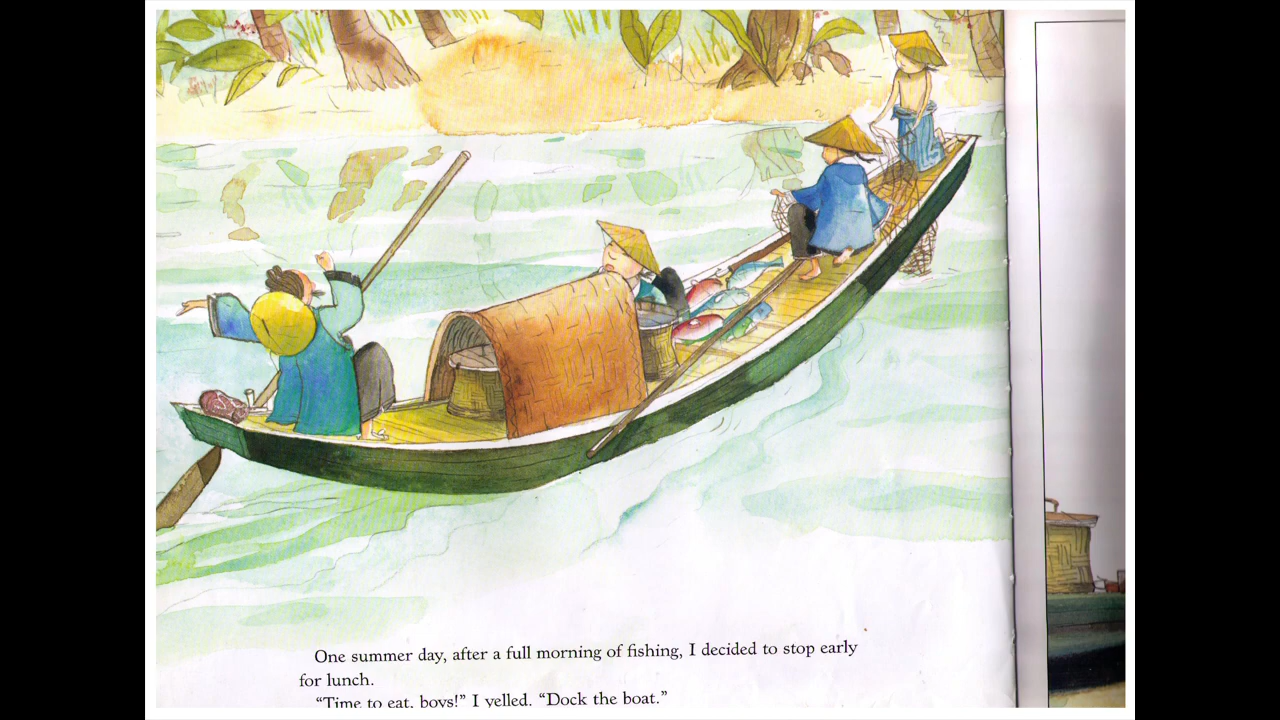 One summer day, after a full morning of fishing, I decided to stop early
for lunch.
“Time to eat, boys!” I yelled. “Dock the boat.”